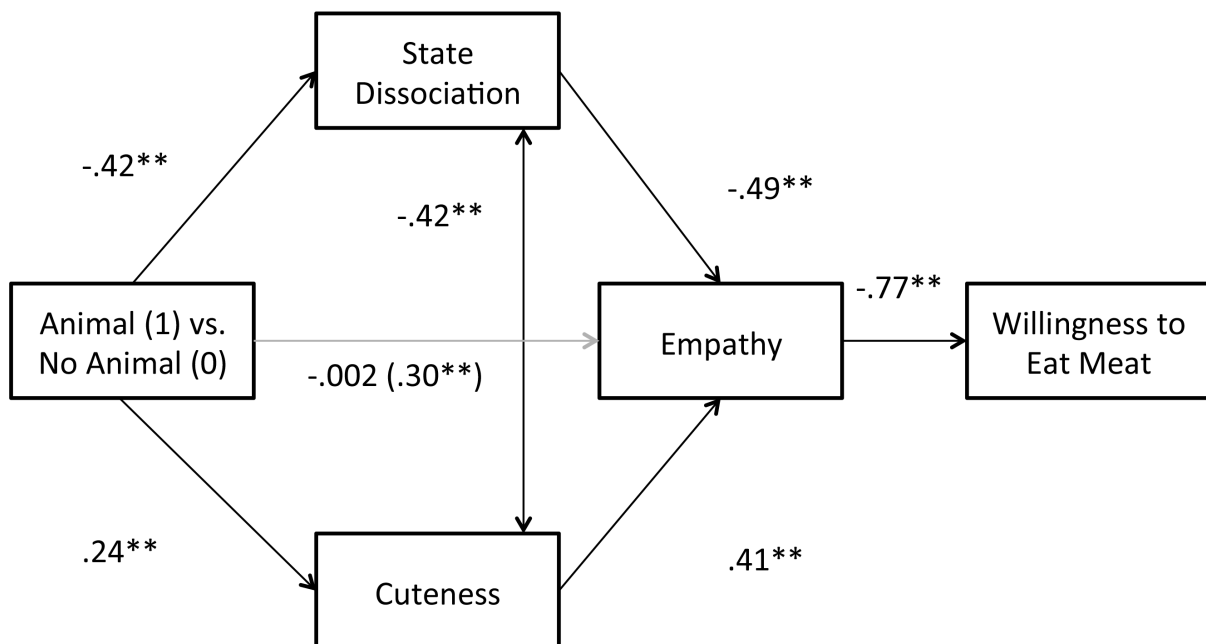 State
Dissociation
-.42**
-.49**
-.42**
-.77**
Animal (1) vs.
No Animal (0)
Empathy
Willingness to
Eat Meat
-.002 (.30**)
.24**
.41**
Cuteness